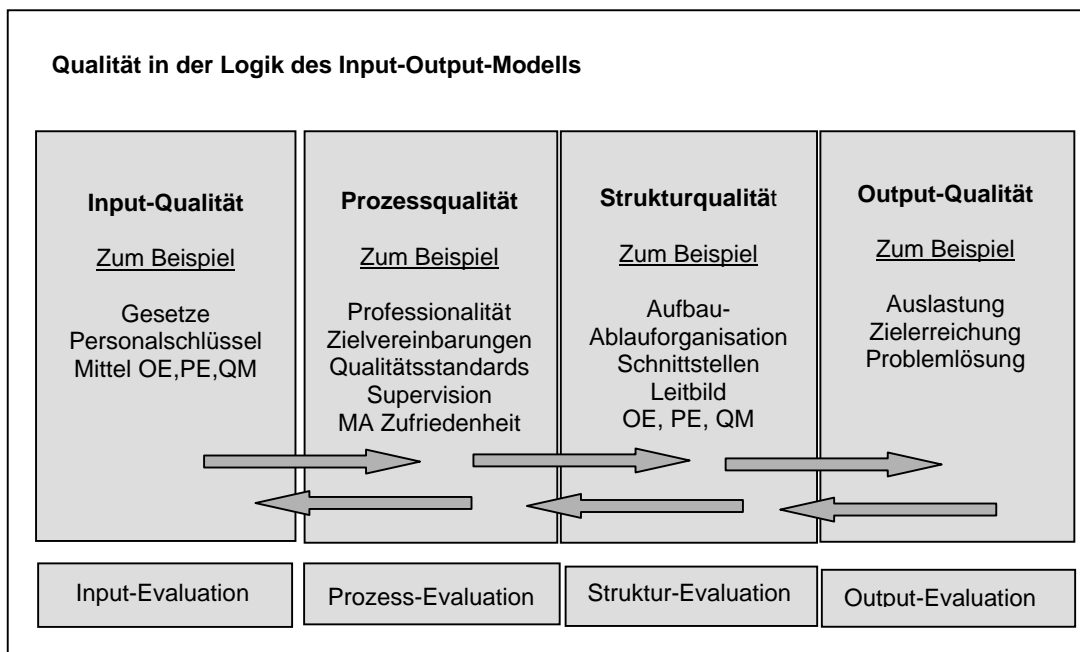 Qualität in der Logik des Input-Output-Modells
Input-Qualität
Zum Beispiel
Gesetze
Personalschlüssel
Mittel OE,PE,QM
Prozessqualität
Zum Beispiel
Professionalität
Zielvereinbarungen
Qualitätsstandards
Supervision
MA Zufriedenheit
Strukturqualität
Zum Beispiel
Aufbau-
Ablauforganisation
Schnittstellen
Leitbild
OE, PE, QM
Output-Qualität
Zum Beispiel
Auslastung
Zielerreichung
Problemlösung
Input-Evaluation
Prozess-Evaluation
Struktur-Evaluation
Output-Evaluation